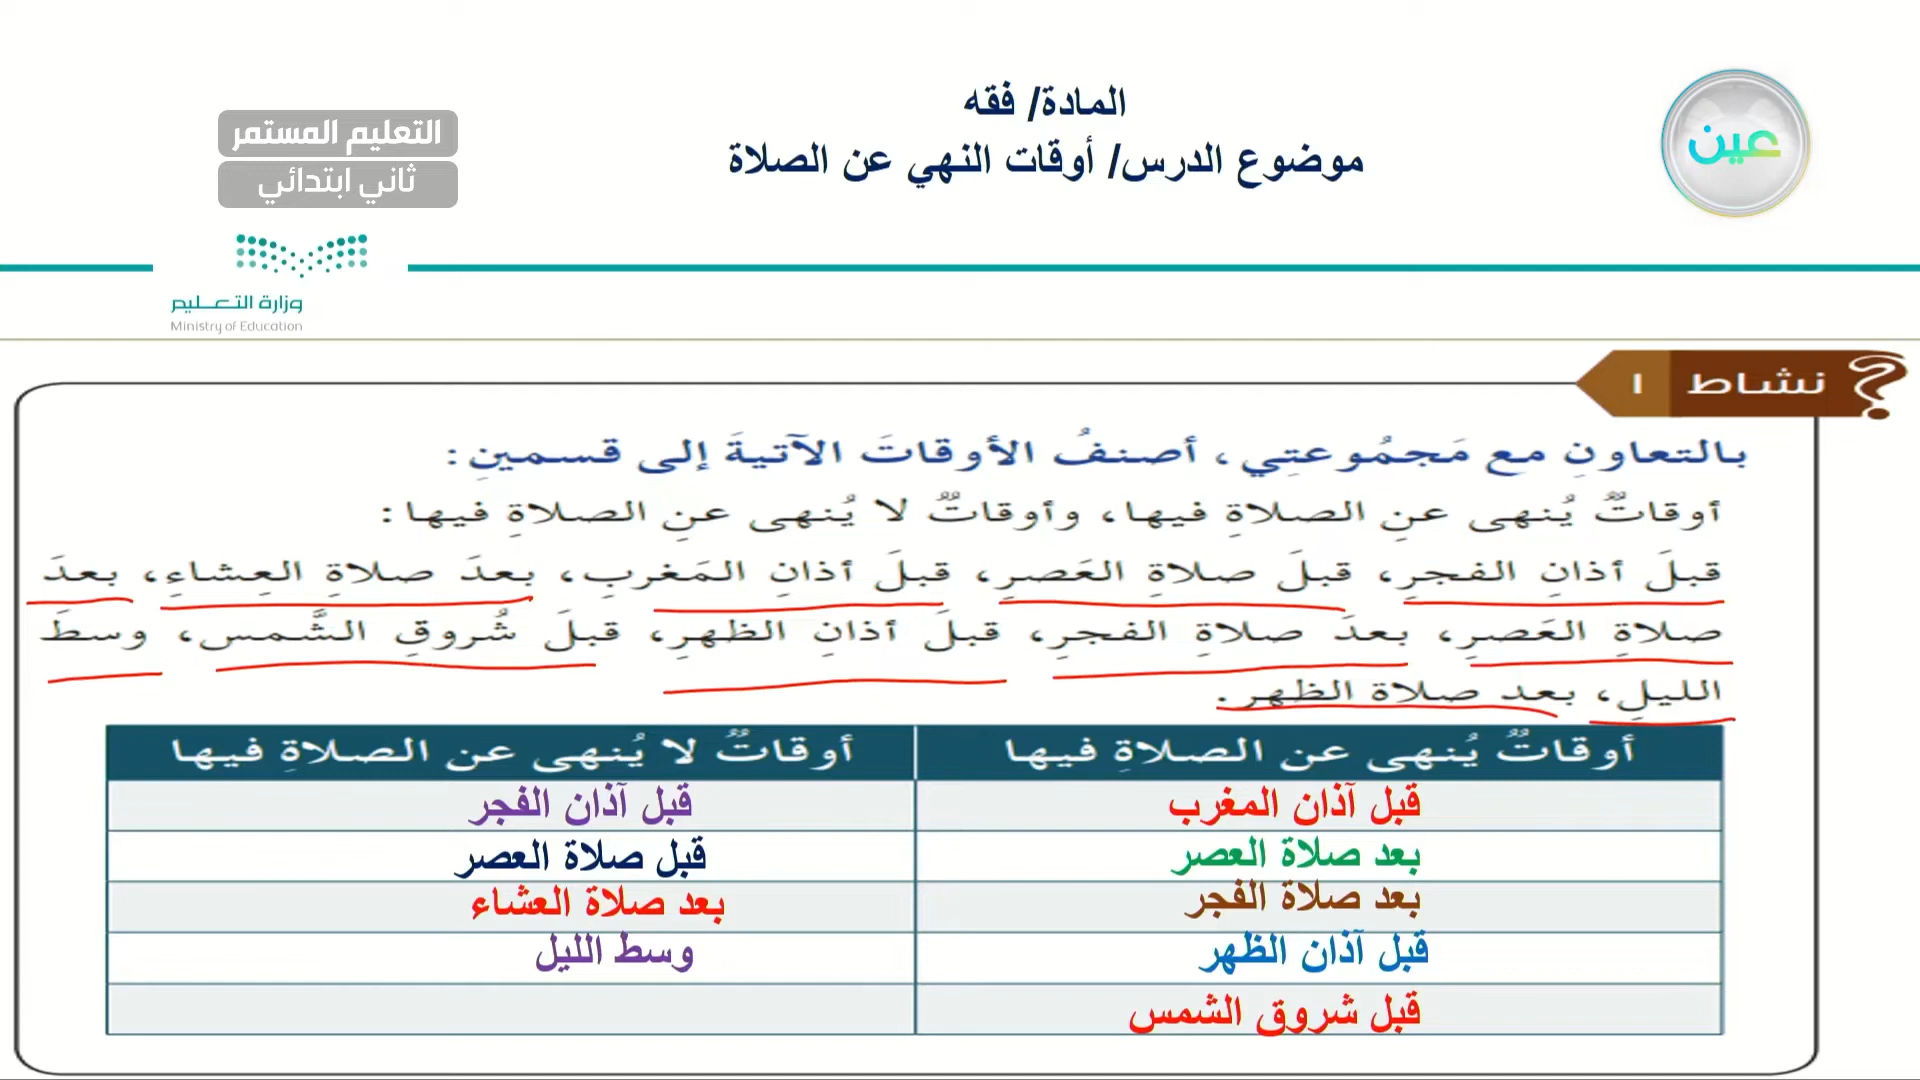 المادة/ فقه
موضوع الدرس/ أوقات النهي عن الصلاة
عين
التعليم المستمر
ثاني ابتدائي
وزارة التعـــليم
Ministry of Education
نشاط ١
بالتعاونِ مع مَجمُوعتِي، أصنفُ الأوقاتَ الآتيةَ إلى قسمينِ:
أوقاتٌ يُنهى عنِ الصلاةِ فيها، وأوقاتٌ لا يُنهى عنِ الصلاةِ فيها:
قبلَ أذانِ الفجرِ، قبلَ صلاةِ العَصرِ، قبلَ أذانِ المَغربِ، بعدَ صلاةِ العِشاءِ، بعدَ
صلاةِ العَصرِ، بعدَ صلاةِ الفجرِ، قبلَ أذانِ الظهرِ، قبلَ شُروقِ الشَّمس، وسطَ
الليلِ، بعد صلاة الظهر.
أوقاتٌ يُنهى عن الصلاةِ فيها
أوقاتٌ لا يُنهى عن الصلاةِ فيها
قبل آذان المغرب
قبل آذان الفجر
بعد صلاة العصر
قبل صلاة العصر
بعد صلاة الفجر
بعد صلاة العشاء
قبل آذان الظهر
وسط الليل
قبل شروق الشمس